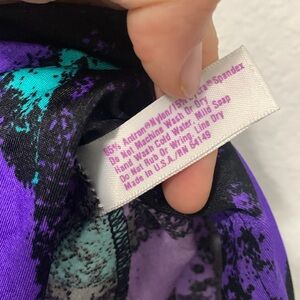 85% Antron®Nylon/15% Lycra®Spandex
Do Not Machine Wash Or Dry
Hand Wash Cold Water, Mild Soap
Do Not Rub Or Wring, Line Dry
Made in U.S.A./RN 64149